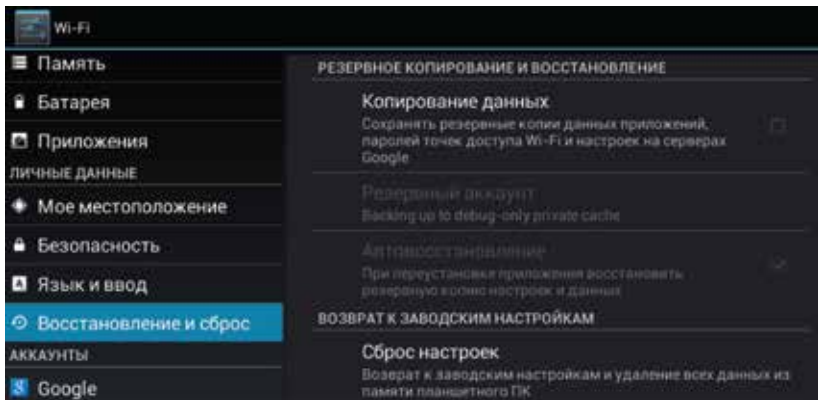 Wi-Fi
Память
Батарея
Приложения
ЛИЧНЫЕ ДАННЫЕ
Мое местоположение
Безопасность
Язык и ввод
Восстановление и сброс
АККАУНТЫ
Google
РЕЗЕРВНОЕ КОПИРОВАНИЕ И ВОССТАНОВЛЕНИЕ
Копирование данных
Сохранять резервные копии данных приложений,
паролей точек доступа Wi-Fi и настроек на серверах
Google
Резервный аккаунт
Backing up to debug-only private cache
Автовосстановление
При переустановке приложения восстановить
резервную копию настроек и данных
ВОЗВРАТ К ЗАВОДСКИМ НАСТРОЙКАМ
Сброс настроек
Возврат к заводским настройкам и удаление всех данных из
памяти планшетного ПК